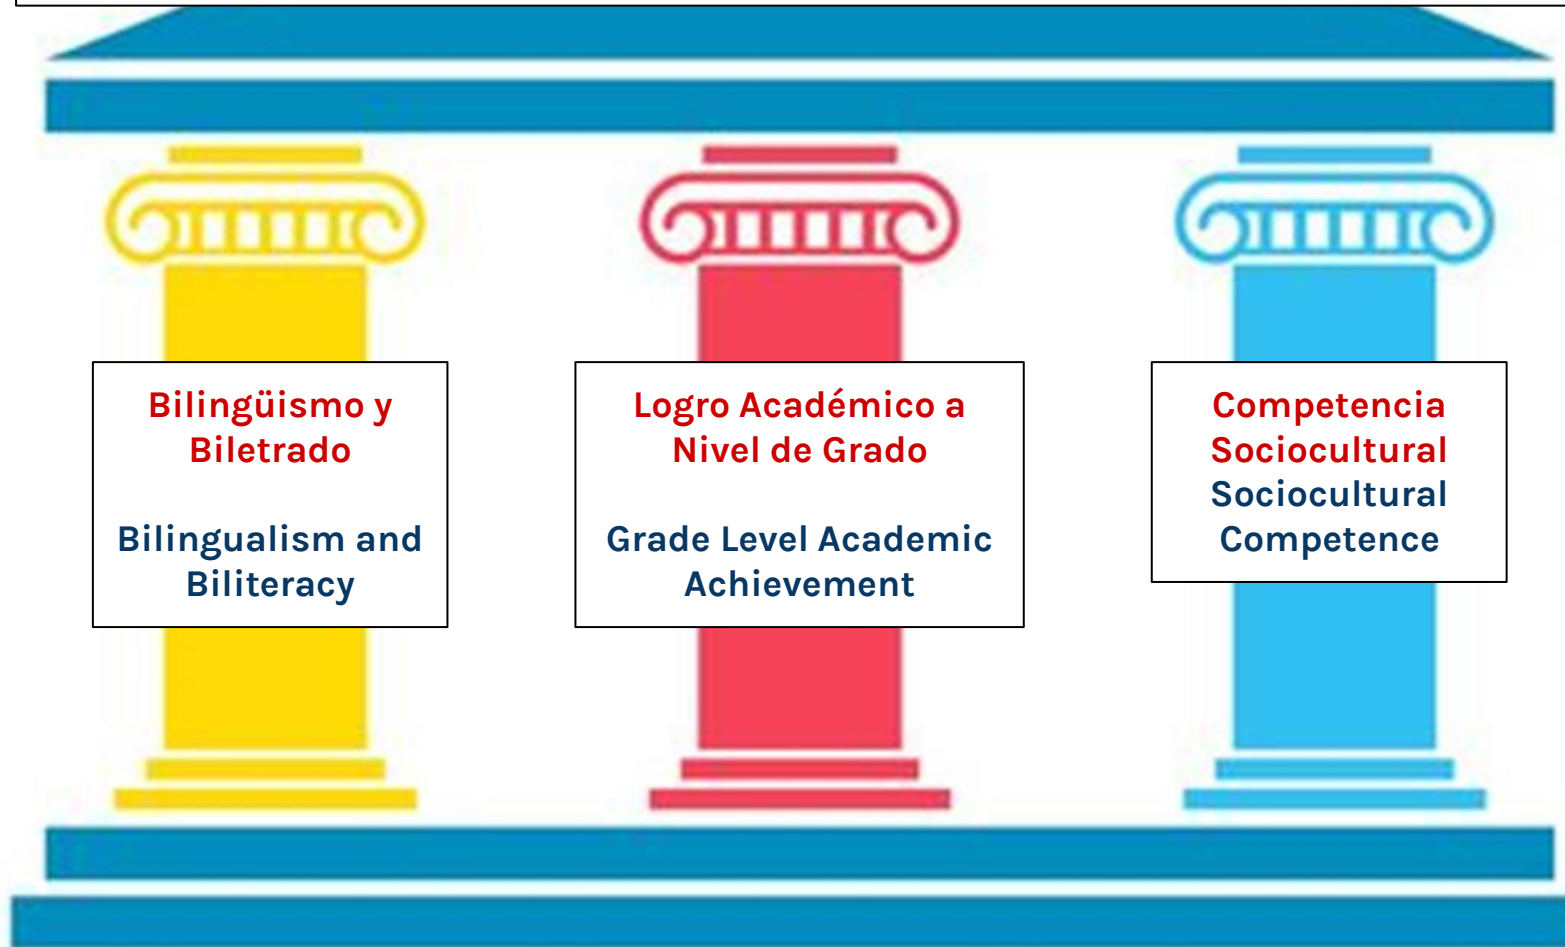 Bilingüismo y
Biletrado
Bilingualism and
Biliteracy
Logro Académico a
Nivel de Grado
Grade Level Academic
Achievement
Competencia
Sociocultural
Sociocultural
Competence